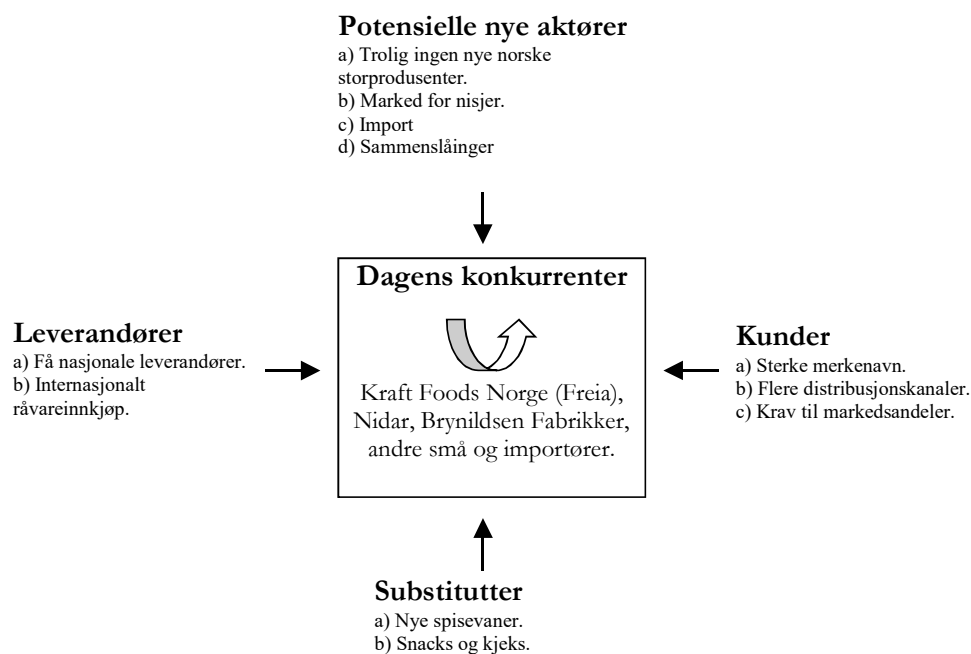 Potensielle nye aktører
a) Trolig ingen nye norske
storprodusenter.
b) Marked for nisjer.
c) Import
d) Sammenslåinger
Dagens konkurrenter
Kraft Foods Norge (Freia),
Nidar, Brynildsen Fabrikker,
andre små og importører.
Leverandører
a) Få nasjonale leverandører.
b) Internasjonalt
råvareinnkjøp.
Kunder
a) Sterke merkenavn.
b) Flere distribusjonskanaler.
c) Krav til markedsandeler.
Substitutter
a) Nye spisevaner.
b) Snacks og kjeks.